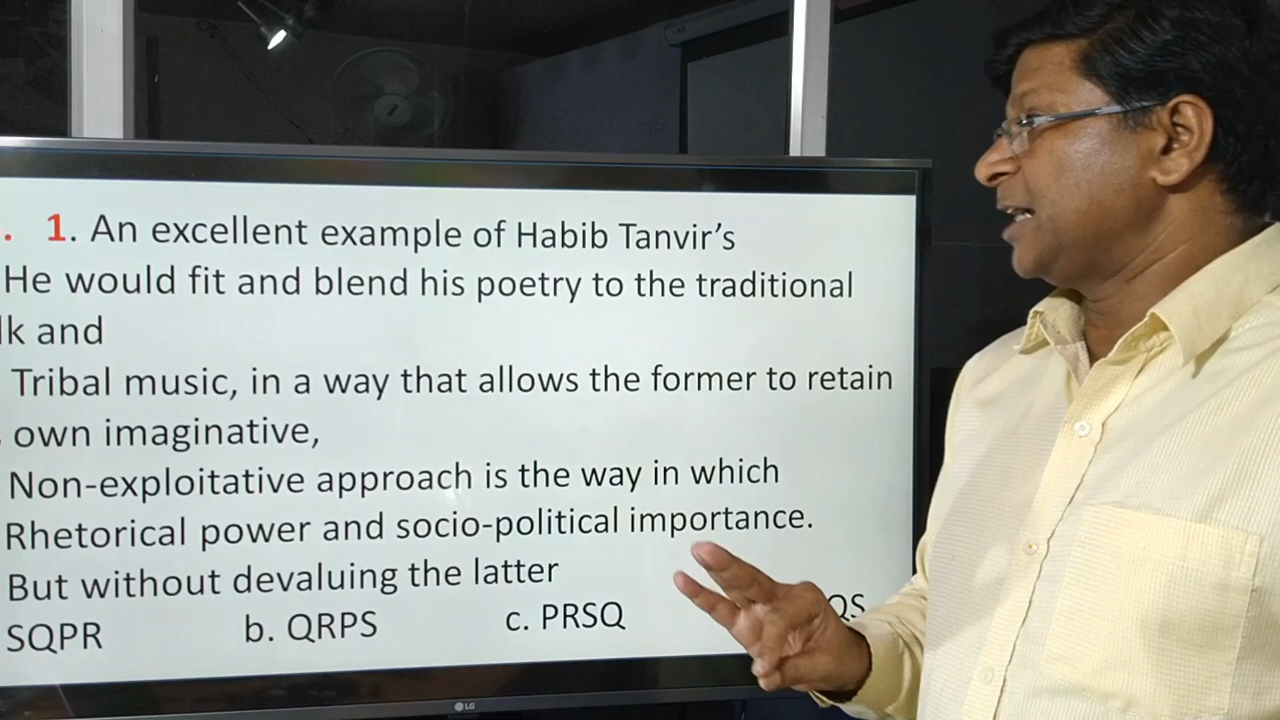 . 1. An excellent example of Habib Tanvir's
He would fit and blend his poetry to the traditional
lk and
Tribal music, in a way that allows the former to retain
own imaginative,
Non-exploitative approach is the way in which
Rhetorical power and socio-political importance.
But without devaluing the latter
SQPR b. QRPS c. PRSQ QS
LG